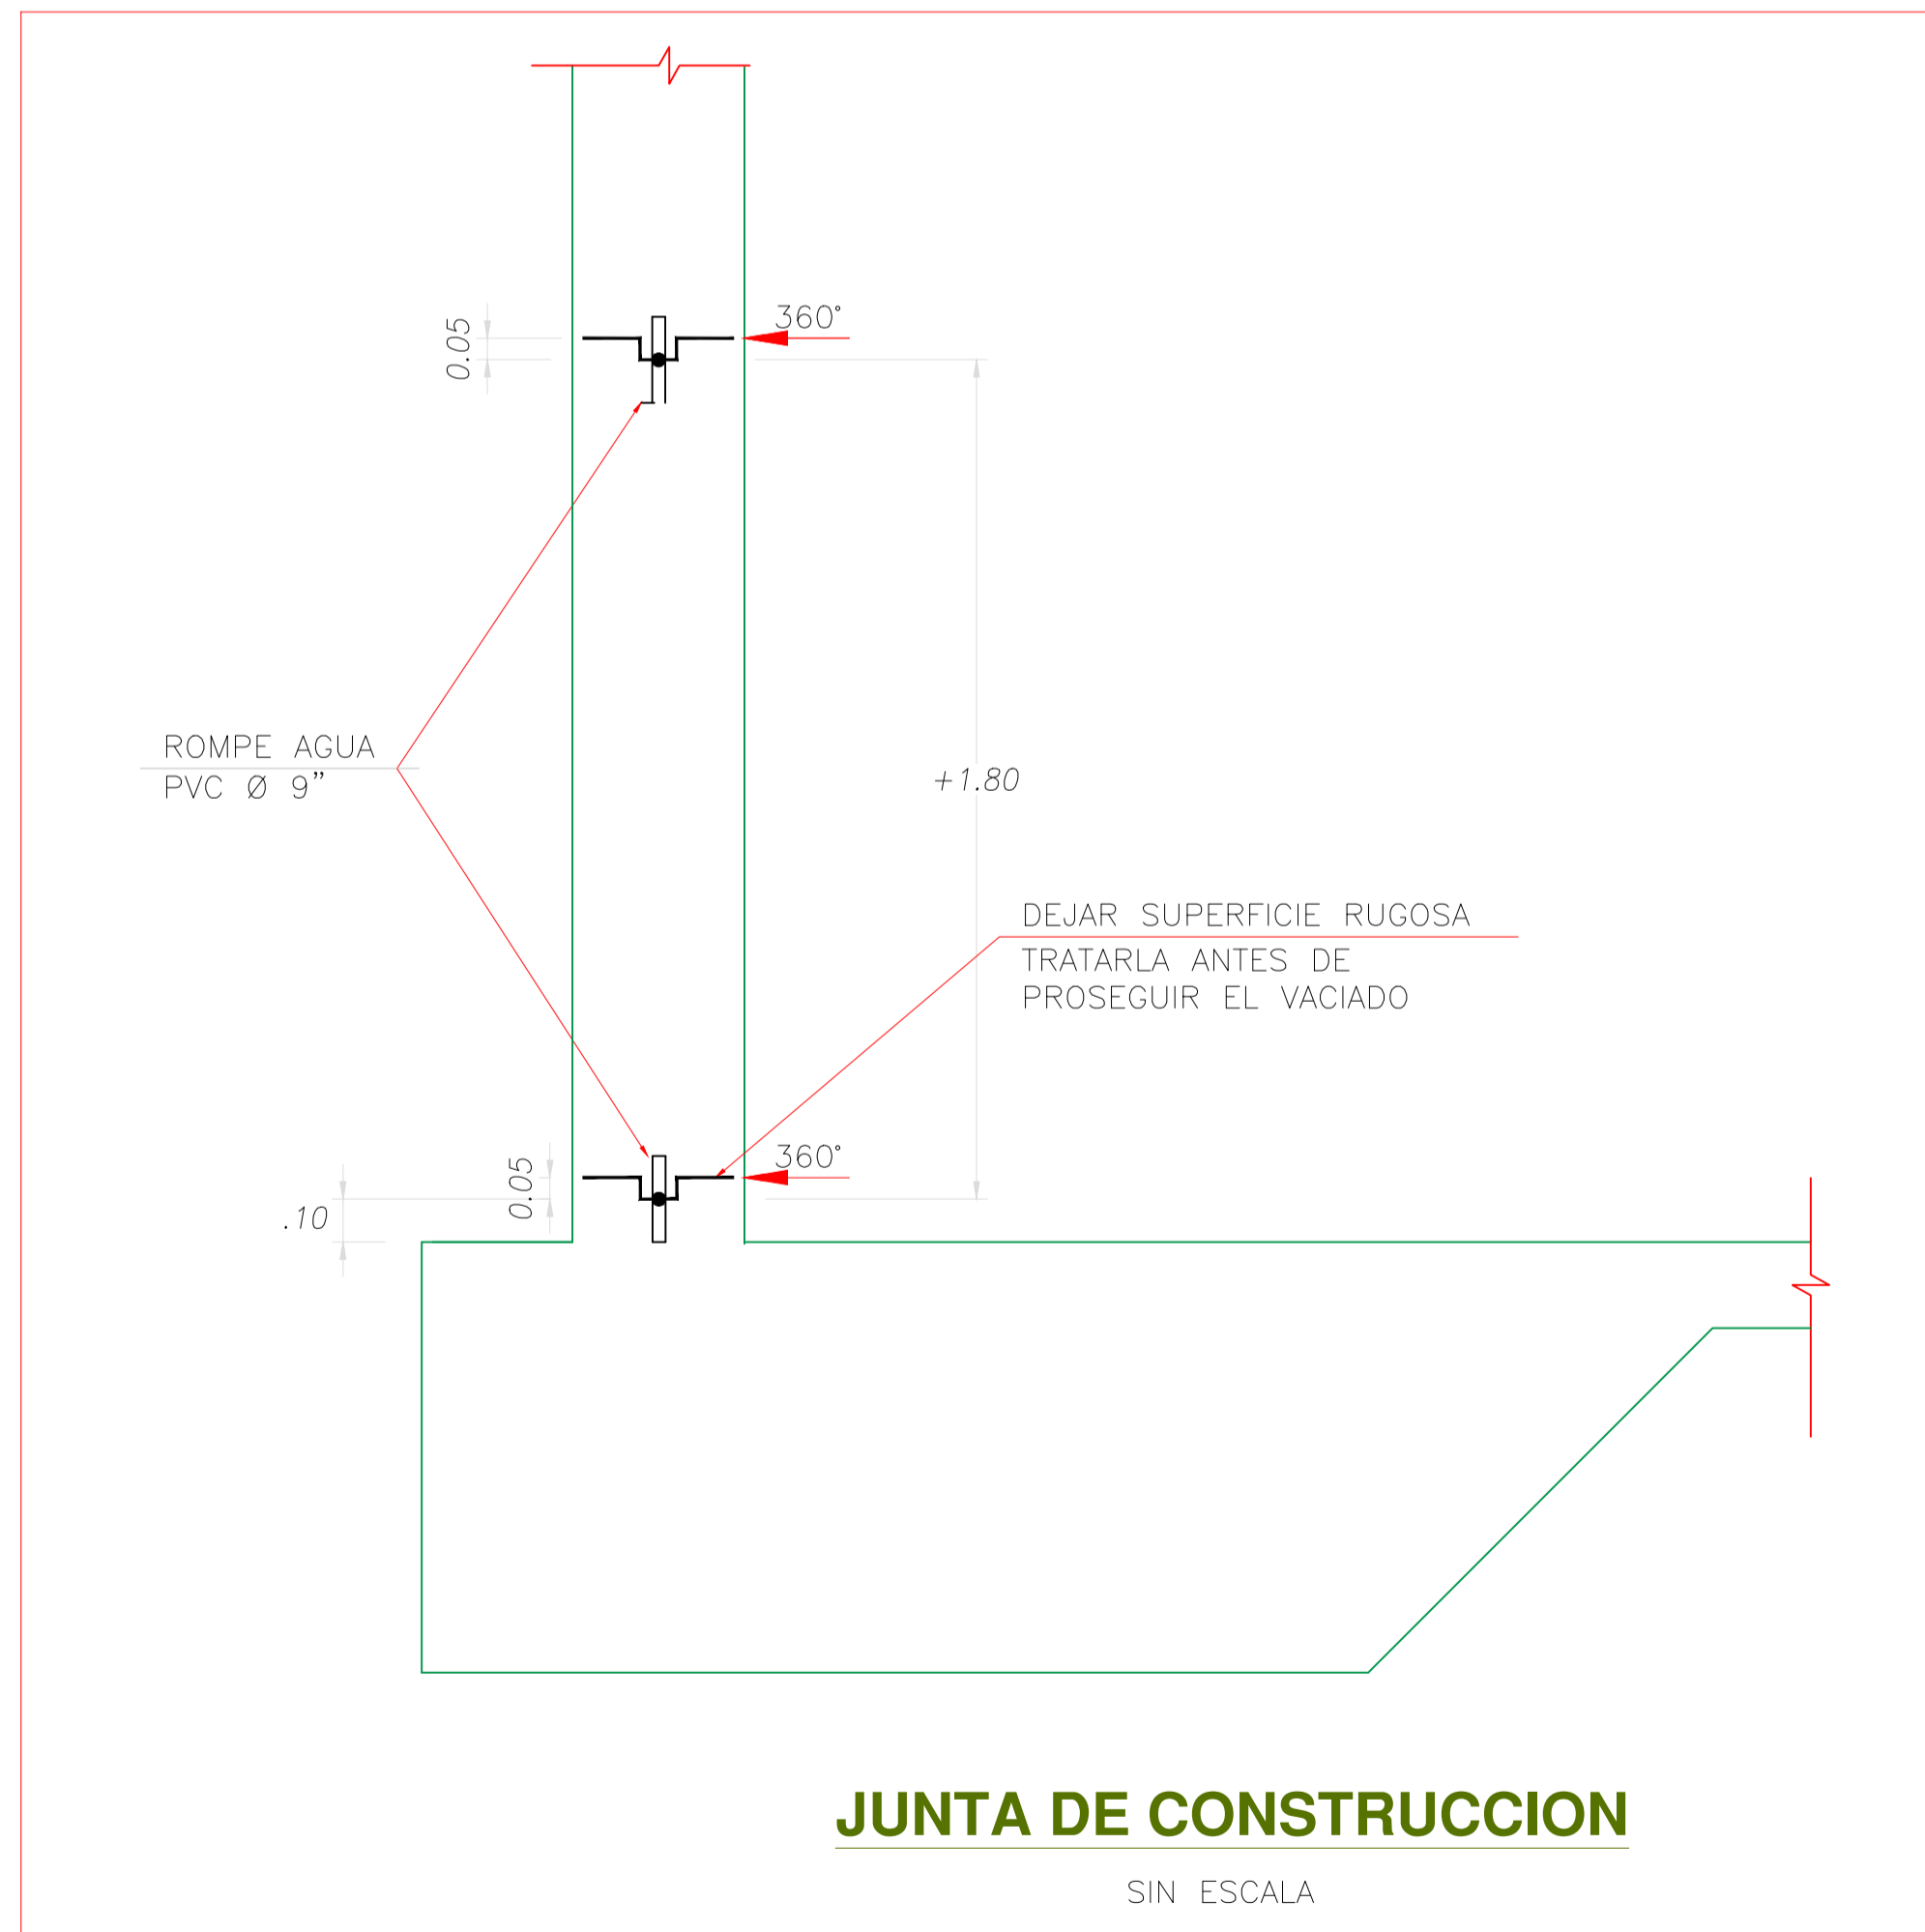 360°
0.05
ROMPE AGUA
PVC Ø 9”
+1.80
DEJAR SUPERFICIE RUGOSA
TRATARLA ANTES DE
PROSEGUIR EL VACIADO
360°
0.05
.10
JUNTA DE CONSTRUCCION
SIN ESCALA